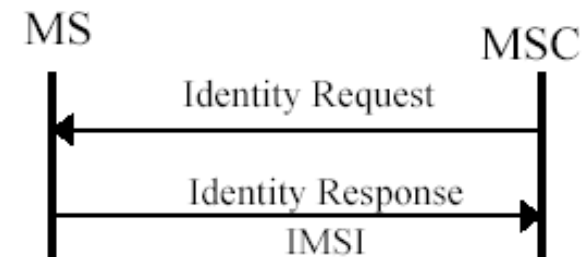 MS
MSC
Identity Request
Identity Response
IMSI